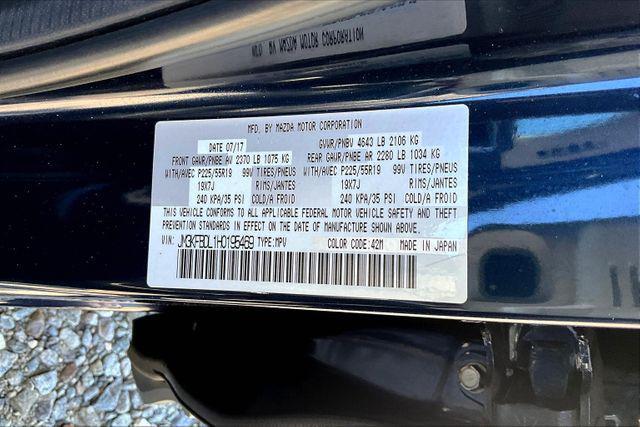 MFD. BY MAZDA MOTOR CORPORATION
DATE 07/17 GVWR/PNBV 4643 LB 2106 KG
FRONT GAWR/PNBE AV 2370 LB 1075 KG REAR GAWR/PNBE AR 2280 LB 1034 KG
WITH/AVEC P225/55R19 99V TIRES/PNEUS WITH/AVEC P225/55R19 99V TIRES/PNEUS
19X7J RIMS/JANTES 19X7J RIMS/JANTES
240 KPA/35 PSI COLD/A FROID 240 KPA/35 PSI COLD/A FROID
THIS VEHICLE CONFORMS TO ALL APPLICABLE FEDERAL MOTOR VEHICLE SAFETY AND THEFT
PREVENTION STANDARDS IN EFFECT ON THE DATE OF MANUFACTURE SHOWN ABOVE.
VIN: JM3KFBDL1H0195469 TYPE:MPV COLOR CODE:42M MADE IN JAPAN